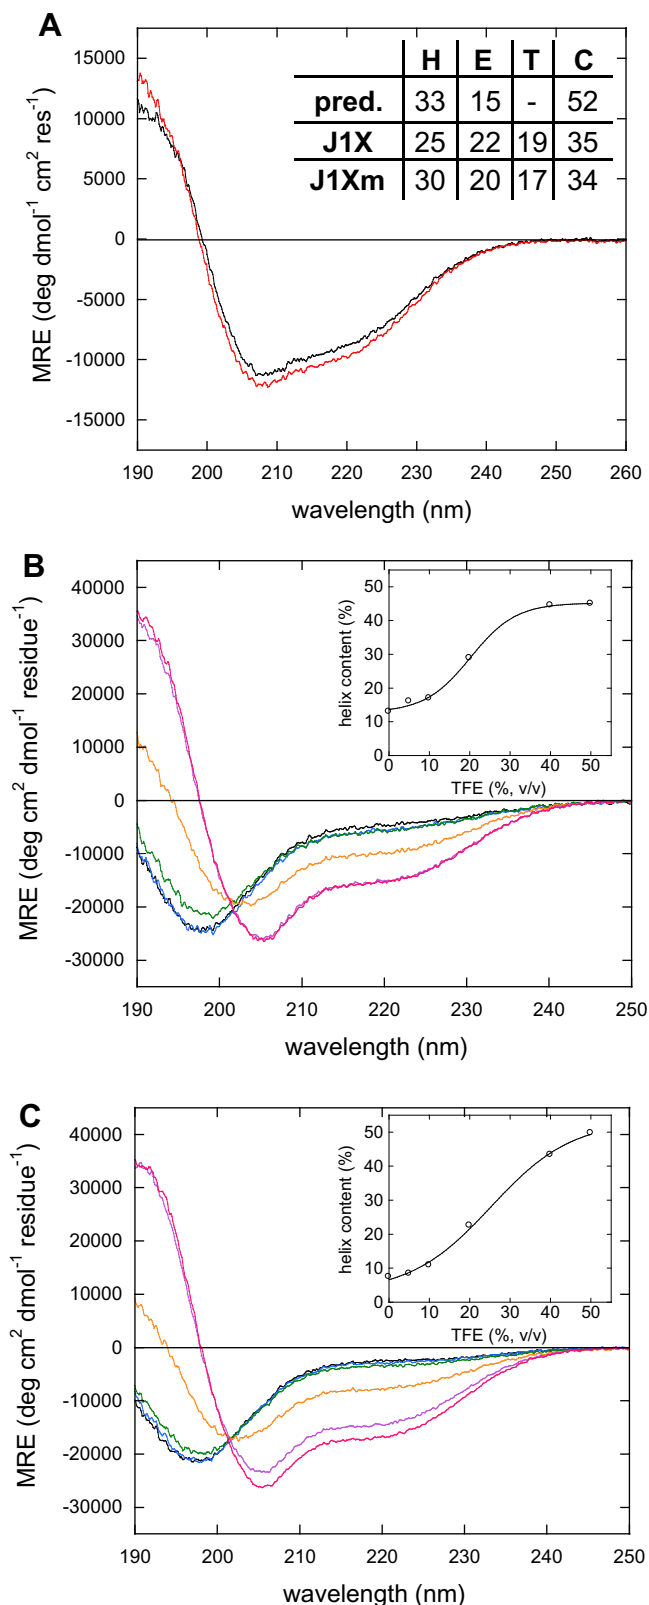 A
MRE (deg dmol⁻¹ cm² res⁻¹)
15000
10000
5000
0
-5000
-10000
-15000
H E T C
pred. 33 15 - 52
J1X 25 22 19 35
J1Xm 30 20 17 34
190 200 210 220 230 240 250 260
wavelength (nm)
B
MRE (deg cm² dmol⁻¹ residue⁻¹)
40000
30000
20000
10000
0
-10000
-20000
-30000
helix content (%)
50
40
30
20
10
0
0 10 20 30 40 50
TFE (%, v/v)
190 200 210 220 230 240 250
wavelength (nm)
C
MRE (deg cm² dmol⁻¹ residue⁻¹)
40000
30000
20000
10000
0
-10000
-20000
-30000
helix content (%)
50
40
30
20
10
0
0 10 20 30 40 50
TFE (%, v/v)
190 200 210 220 230 240 250
wavelength (nm)